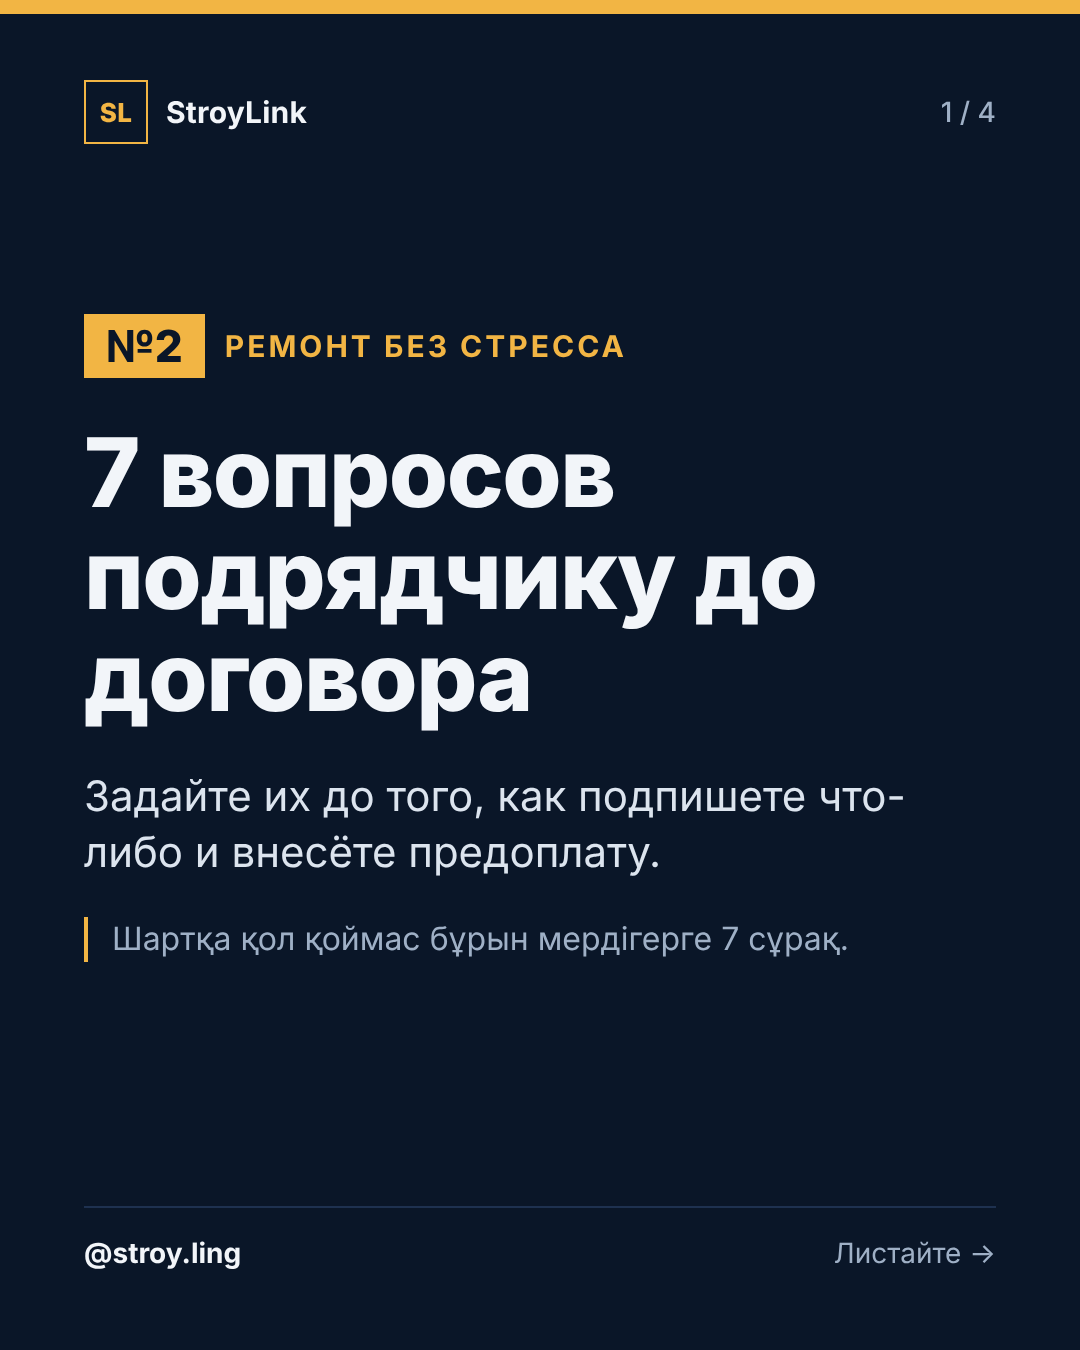 SL
StroyLink
1 / 4
№2
РЕМОНТ БЕЗ СТРЕССА
7 вопросов
подрядчику до
договора
Задайте их до того, как подпишете что-
либо и внесёте предоплату.
Шартқа қол қоймас бұрын мердігерге 7 сұрақ.
@stroy.ling
Листайте →